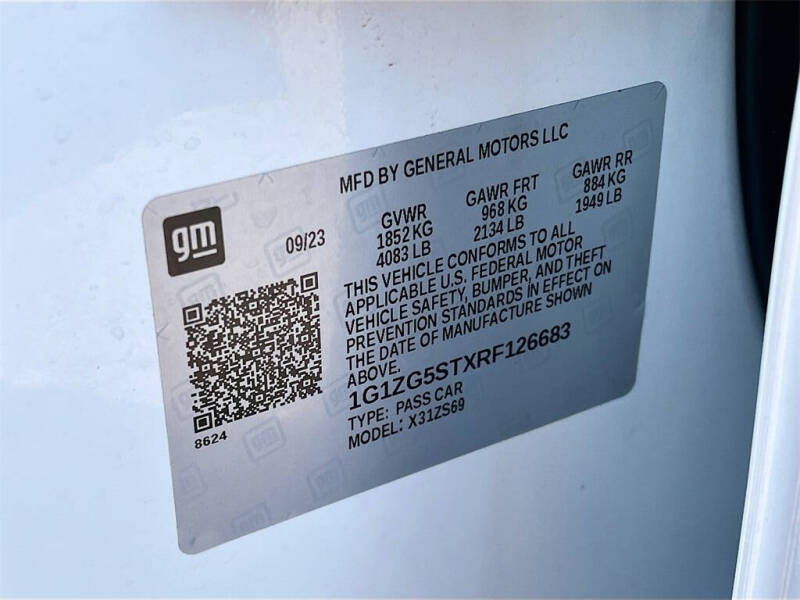 gm
MFD BY GENERAL MOTORS LLC
09/23
GVWR GAWR FRT GAWR RR
1852 KG 968 KG 884 KG
4083 LB 2134 LB 1949 LB
THIS VEHICLE CONFORMS TO ALL
APPLICABLE U.S. FEDERAL MOTOR
VEHICLE SAFETY, BUMPER, AND THEFT
PREVENTION STANDARDS IN EFFECT ON
THE DATE OF MANUFACTURE SHOWN
ABOVE.
1G1ZG5STXRF126683
TYPE: PASS CAR
MODEL: X31ZS69
8624